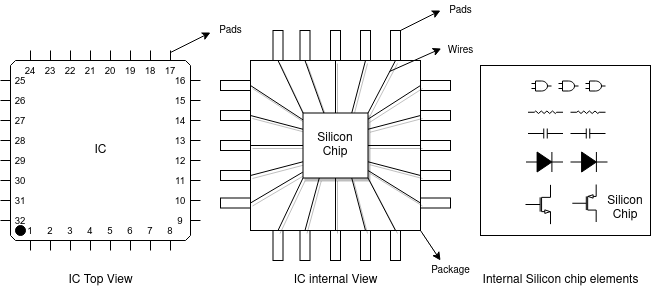 Pads
24 23 22 21 20 19 18 17
25
26
27
28
29
30
31
32
IC
16
15
14
13
12
11
10
9
1 2 3 4 5 6 7 8
IC Top View
Pads
Wires
Silicon
Chip
Package
IC internal View
Silicon
Chip
Internal Silicon chip elements